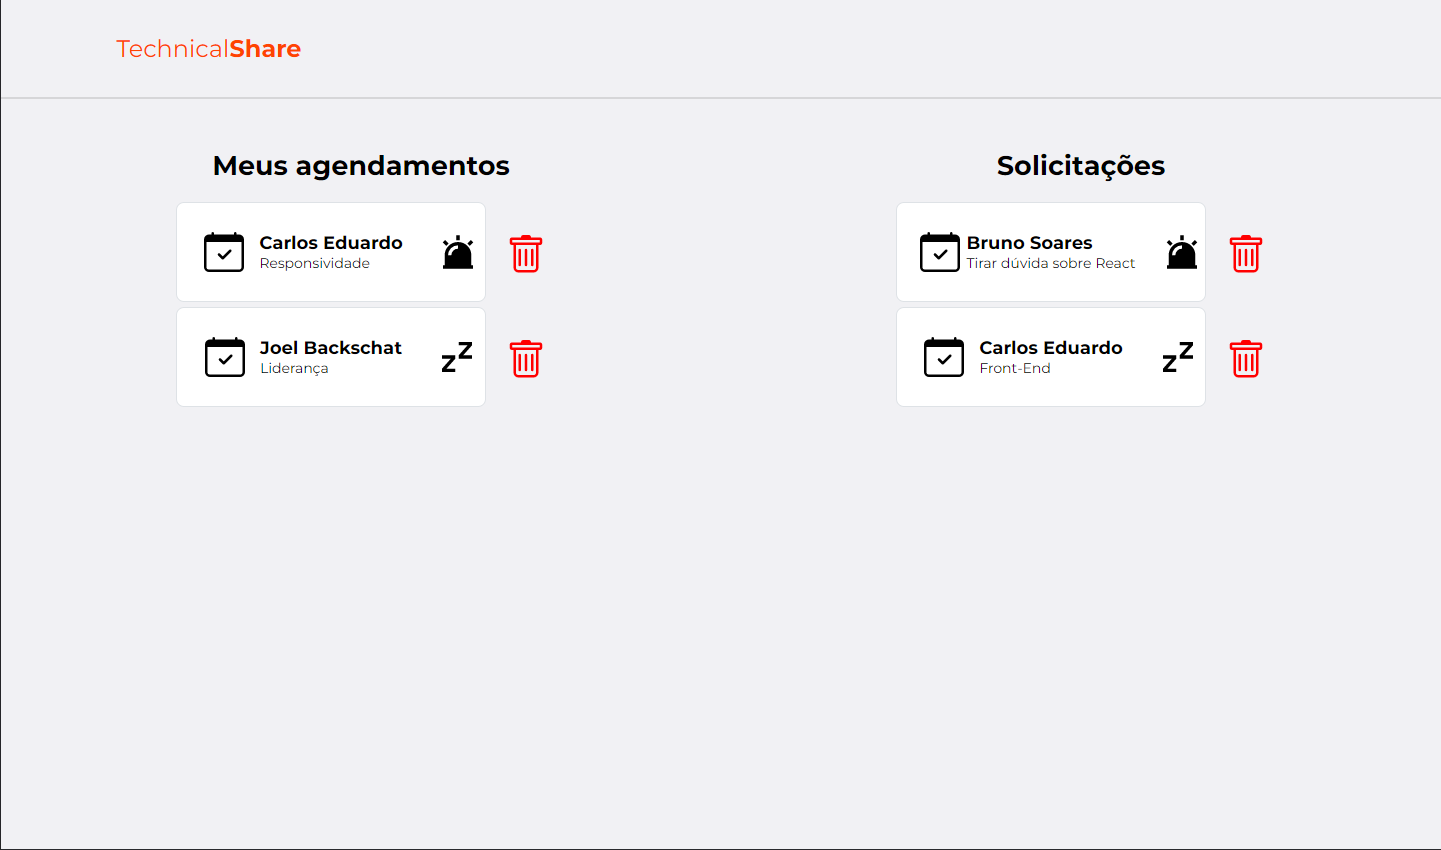 TechnicalShare
Meus agendamentos
Carlos Eduardo
Responsividade
Joel Backschat
Liderança
Solicitações
Bruno Soares
Tirar dúvida sobre React
Carlos Eduardo
Front-End